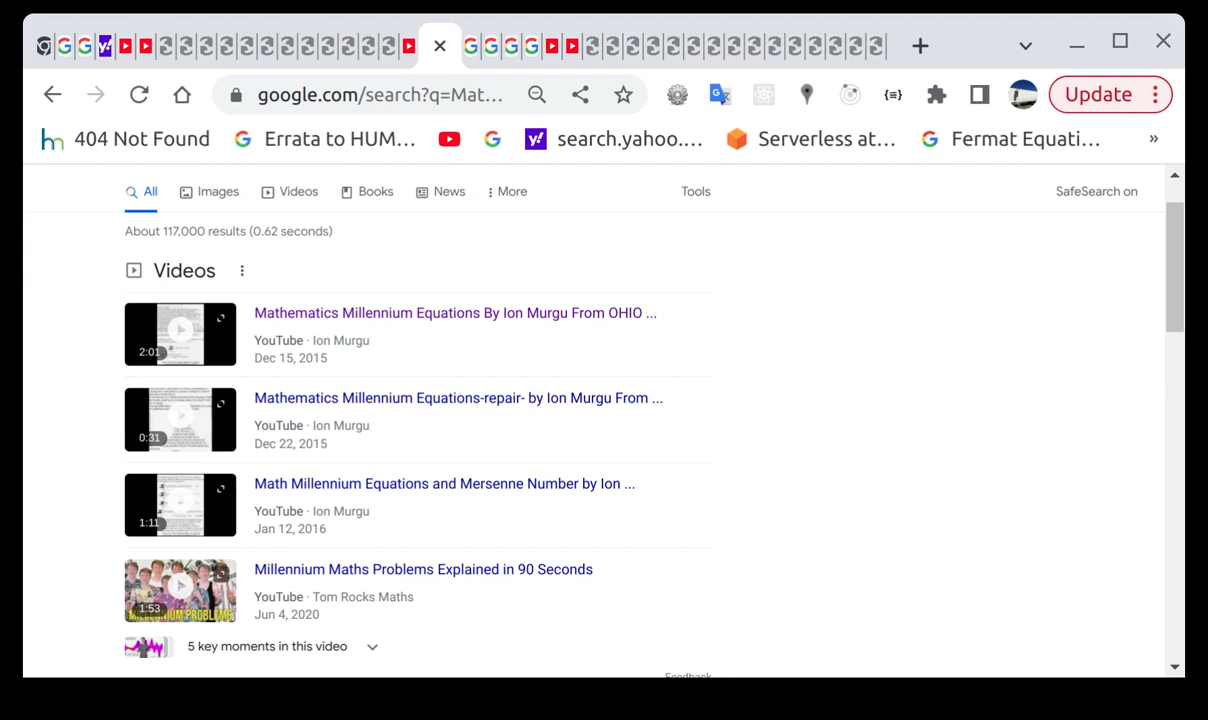 google.com/search?q=Mat...
Update
404 Not Found
Errata to HUM...
search.yahoo....
Serverless at...
Fermat Equati...
»
All
Images
Videos
Books
News
More
Tools
SafeSearch on
About 117,000 results (0.62 seconds)
Videos
2:01
Mathematics Millennium Equations By Ion Murgu From OHIO ...
YouTube · Ion Murgu
Dec 15, 2015
0:31
Mathematics Millennium Equations-repair- by Ion Murgu From ...
YouTube · Ion Murgu
Dec 22, 2015
1:11
Math Millennium Equations and Mersenne Number by Ion ...
YouTube · Ion Murgu
Jan 12, 2016
1:53
Millennium Maths Problems Explained in 90 Seconds
YouTube · Tom Rocks Maths
Jun 4, 2020
5 key moments in this video
Feedback